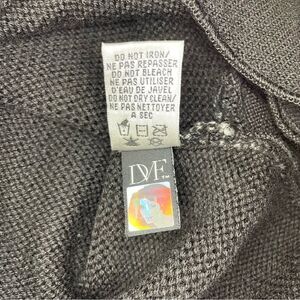 DO NOT IRON/
NE PAS REPASSER
DO NOT BLEACH
NE PAS UTILISER
D'EAU DE JAVEL
DO NOT DRY CLEAN/
NE PAS NETTOYER
A SEC
DVF